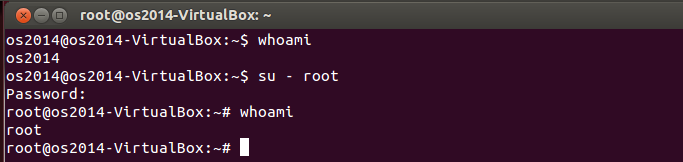 root@os2014-VirtualBox: ~
os2014@os2014-VirtualBox:~$ whoami
os2014
os2014@os2014-VirtualBox:~$ su - root
Password:
root@os2014-VirtualBox:~# whoami
root
root@os2014-VirtualBox:~#